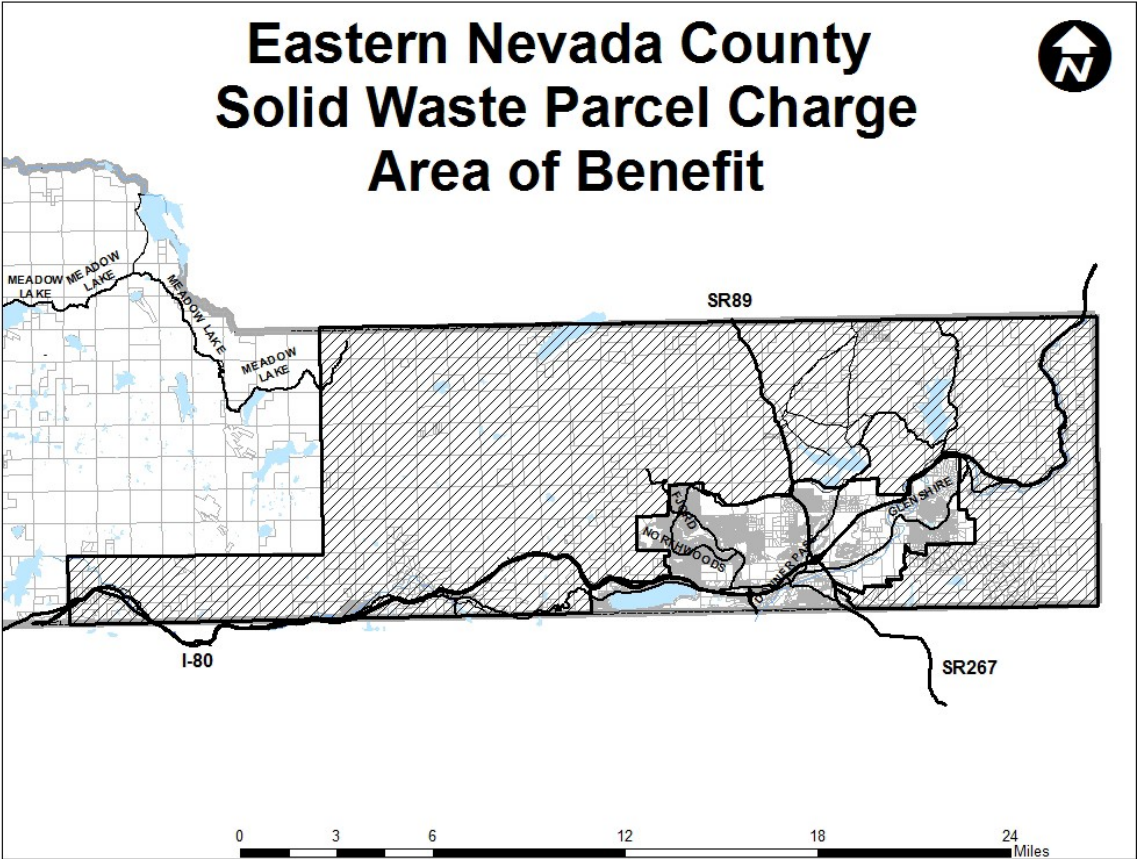 Eastern Nevada County
Solid Waste Parcel Charge
Area of Benefit
N
MEADOW
LAKE
MEADOW
LAKE
MEADOW LAKE
MEADOW
LAKE
SR89
FJORD
NORTHWOODS
GLENSHIRE
I-80
SR267
0 3 6 12 18 24
Miles